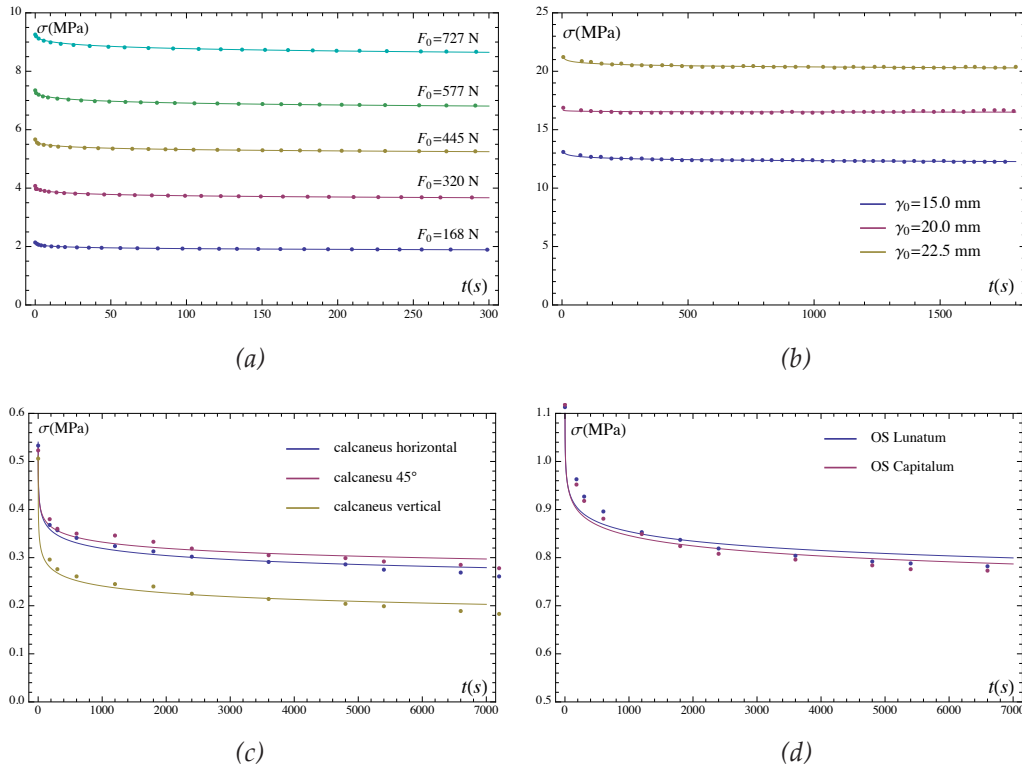 σ(MPa)
10
8
6
4
2
0
F₀=727 N
F₀=577 N
F₀=445 N
F₀=320 N
F₀=168 N
t(s)
0 50 100 150 200 250 300
(a)
σ(MPa)
25
20
15
10
5
0
γ₀=15.0 mm
γ₀=20.0 mm
γ₀=22.5 mm
t(s)
0 500 1000 1500
(b)
σ(MPa)
0.6
0.5
0.4
0.3
0.2
0.1
0.0
calcaneus horizontal
calcanesu 45°
calcaneus vertical
t(s)
0 1000 2000 3000 4000 5000 6000 7000
(c)
σ(MPa)
1.1
1.0
0.9
0.8
0.7
0.6
0.5
OS Lunatum
OS Capitalum
t(s)
0 1000 2000 3000 4000 5000 6000 7000
(d)